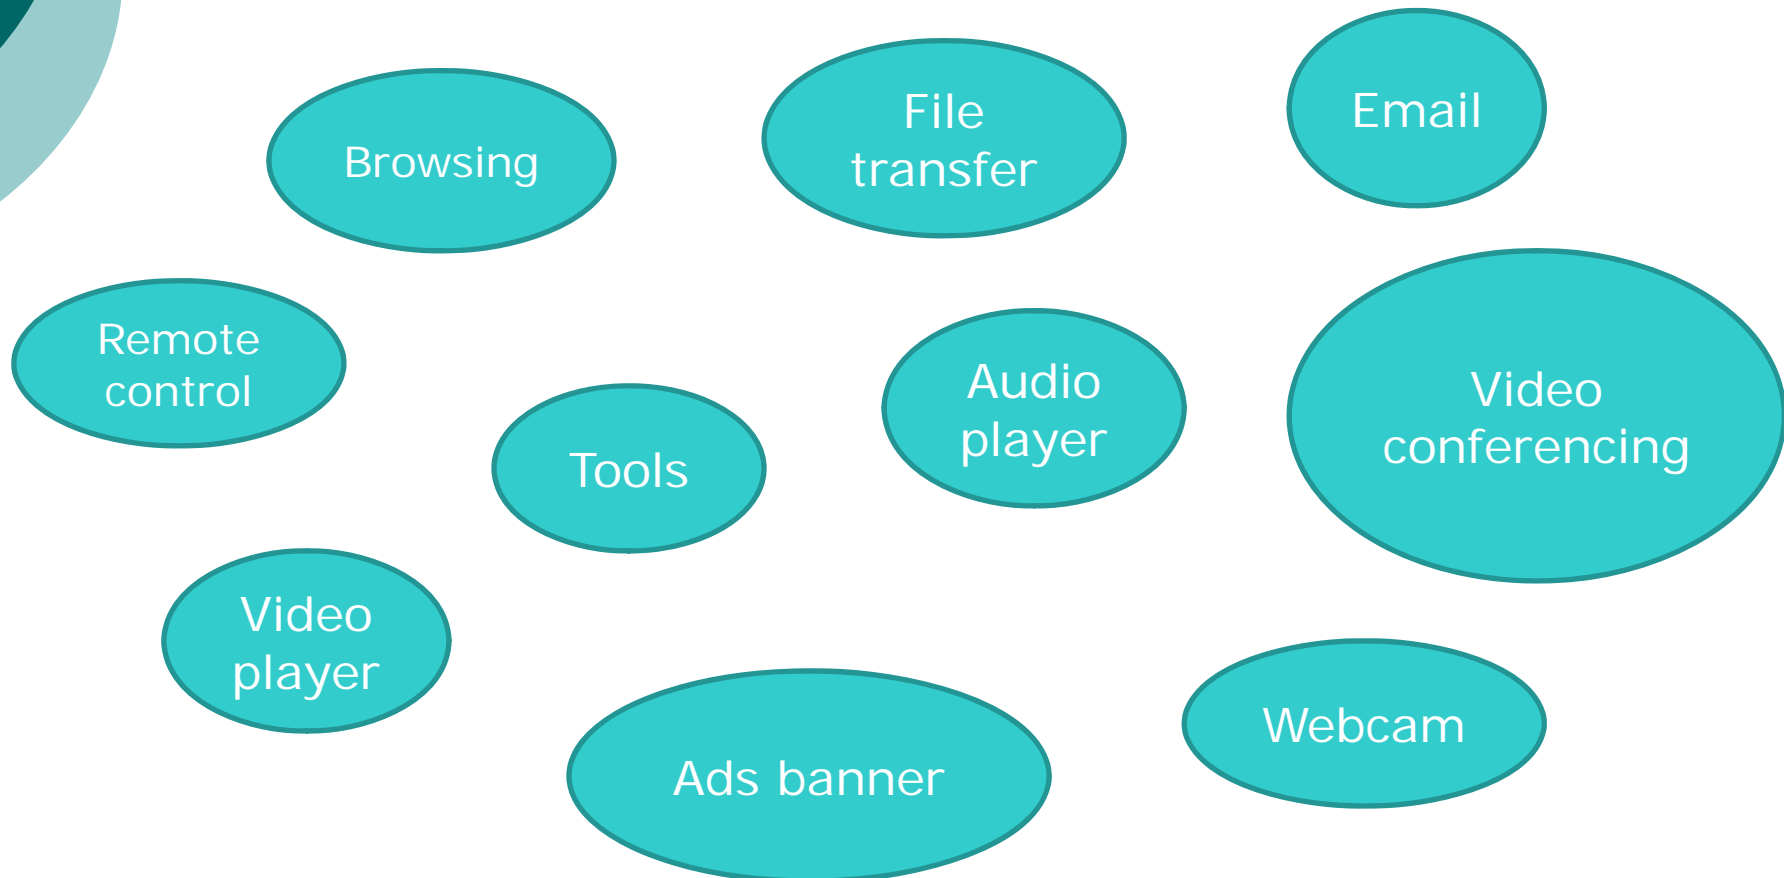 Browsing
File
transfer
Email
Remote
control
Tools
Audio
player
Video
conferencing
Video
player
Ads banner
Webcam